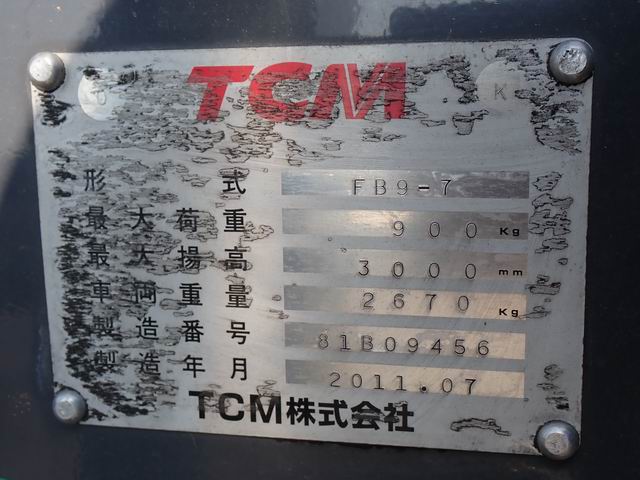 TCM
K
形式 FB9-7
最大荷重 900 Kg
最大揚高 3000 mm
車両重量 2670 Kg
製造番号 81B09456
製造年月 2011.07
TCM株式会社